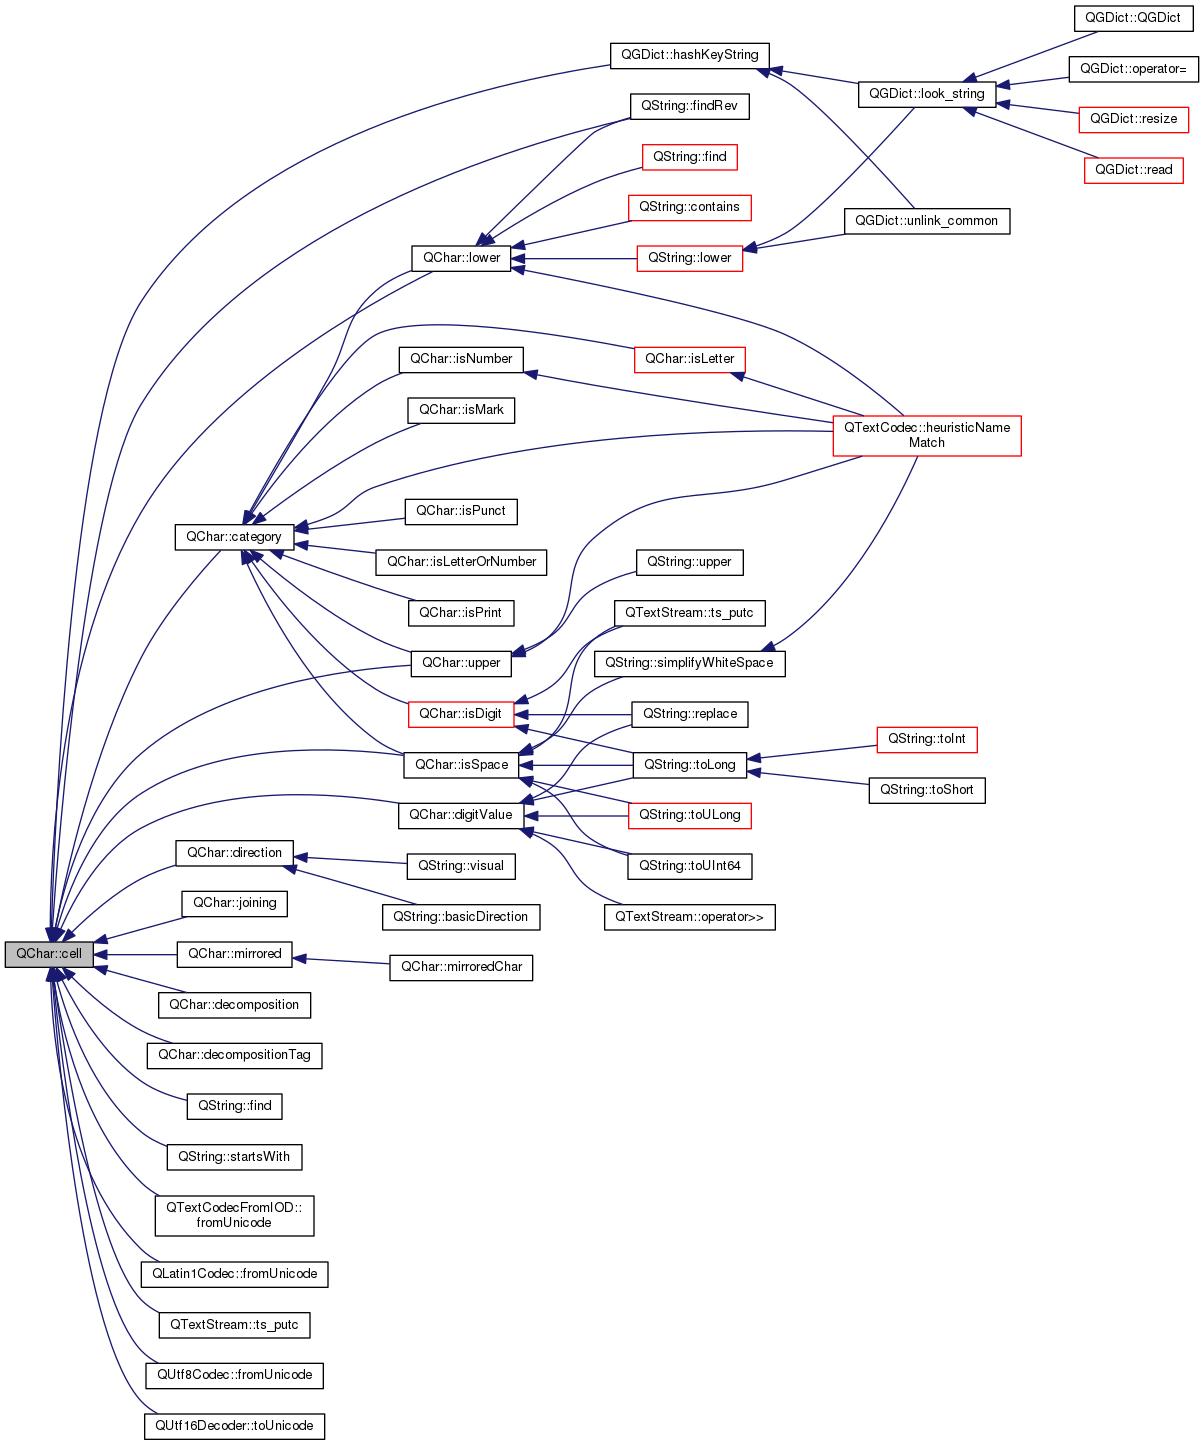 QGDict::QGDict
QGDict::hashKeyString
QGDict::operator=
QGDict::look_string
QString::findRev
QGDict::resize
QString::find
QGDict::read
QString::contains
QGDict::unlink_common
QChar::lower
QString::lower
QChar::isNumber
QChar::isLetter
QChar::isMark
QTextCodec::heuristicName
Match
QChar::isPunct
QChar::category
QChar::isLetterOrNumber
QString::upper
QChar::isPrint
QTextStream::ts_putc
QChar::upper
QString::simplifyWhiteSpace
QChar::isDigit
QString::replace
QString::toInt
QChar::isSpace
QString::toLong
QString::toShort
QChar::digitValue
QString::toULong
QChar::direction
QString::visual
QString::toUInt64
QChar::joining
QString::basicDirection
QTextStream::operator>>
QChar::cell
QChar::mirrored
QChar::mirroredChar
QChar::decomposition
QChar::decompositionTag
QString::find
QString::startsWith
QTextCodecFromIOD::
fromUnicode
QLatin1Codec::fromUnicode
QTextStream::ts_putc
QUtf8Codec::fromUnicode
QUtf16Decoder::toUnicode